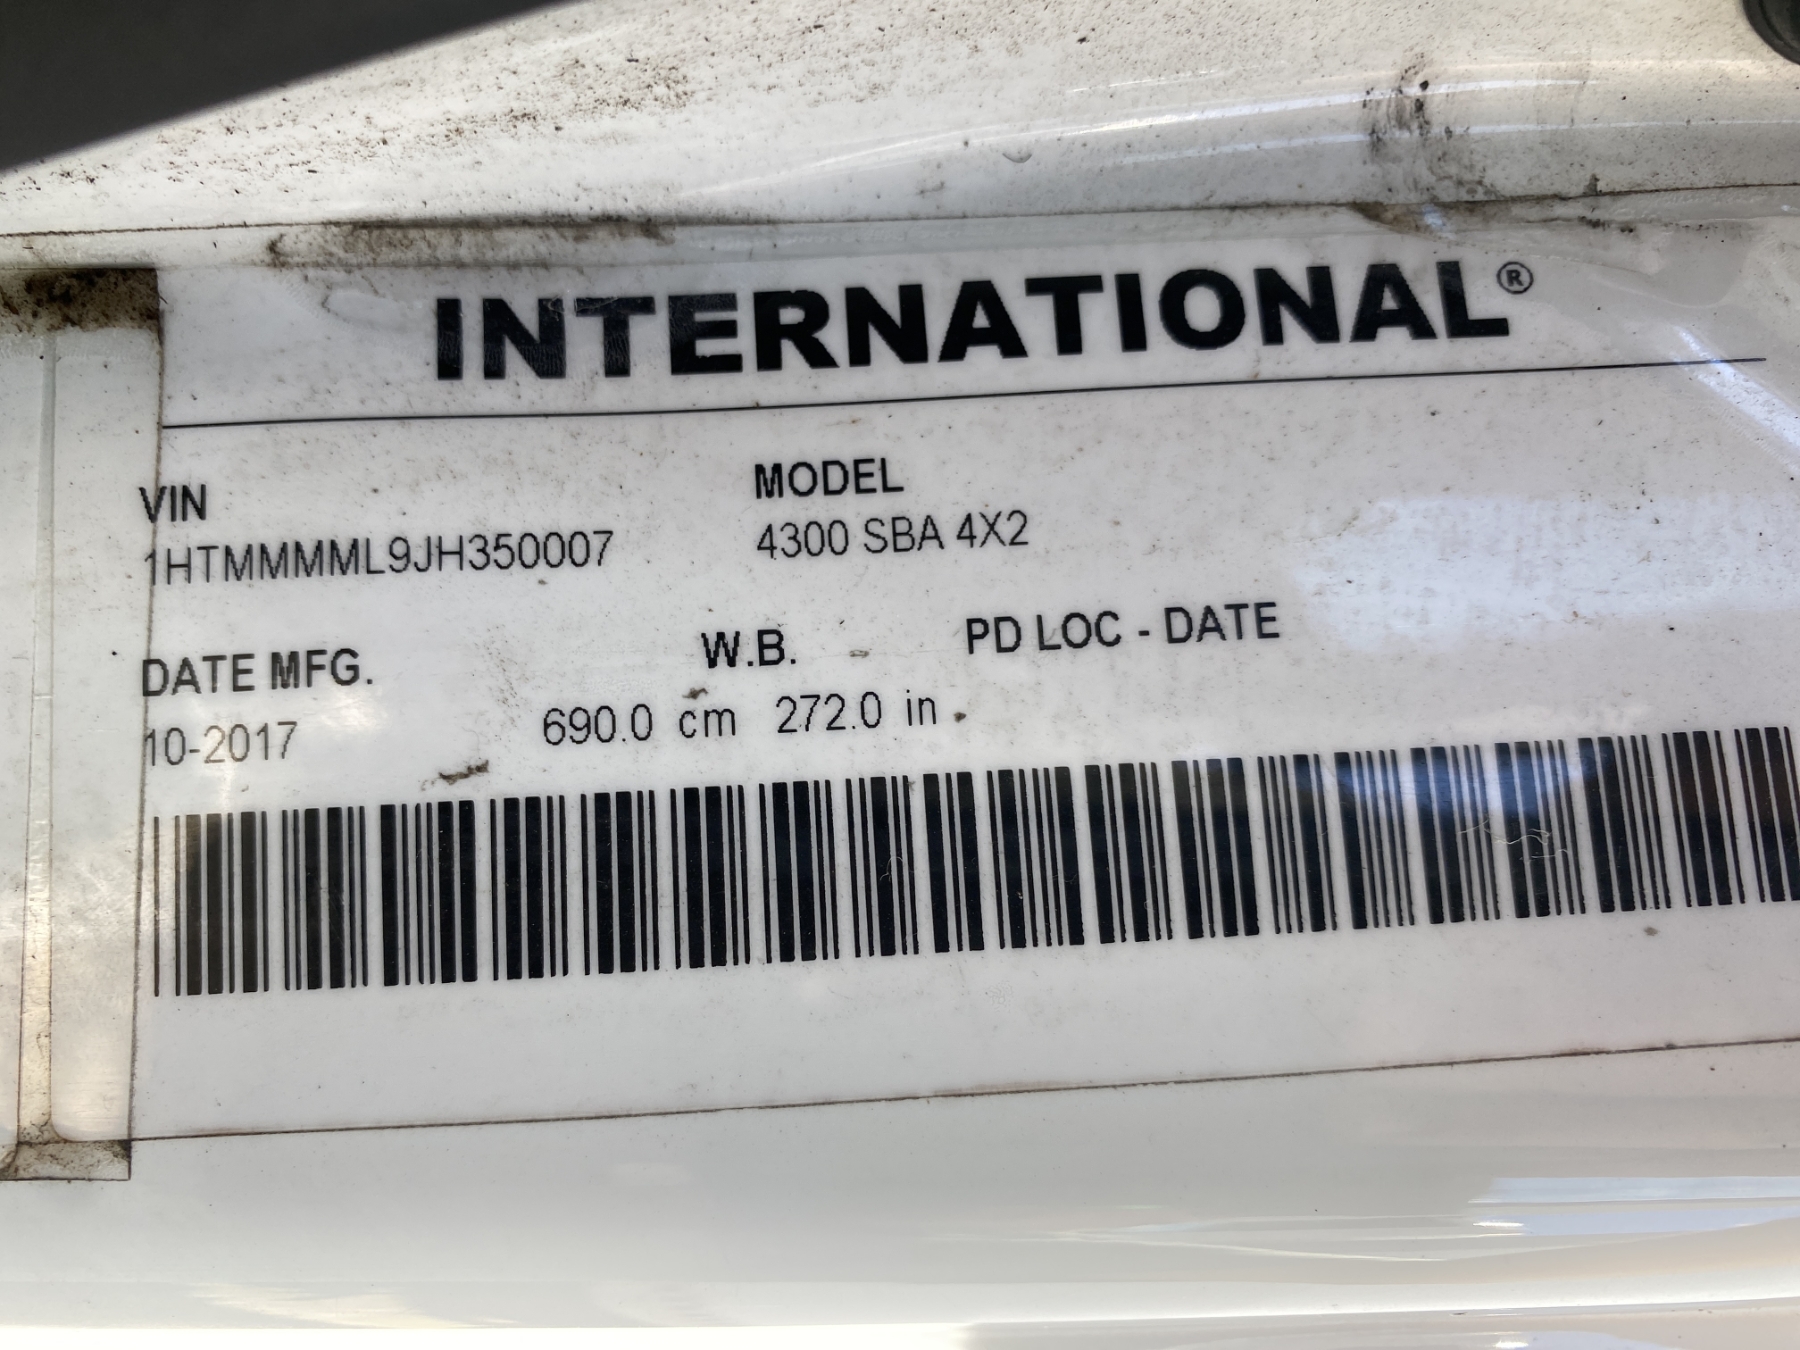 INTERNATIONAL®
VIN MODEL
1HTMMMML9JH350007 4300 SBA 4X2
DATE MFG. W.B. PD LOC - DATE
10-2017 690.0 cm 272.0 in